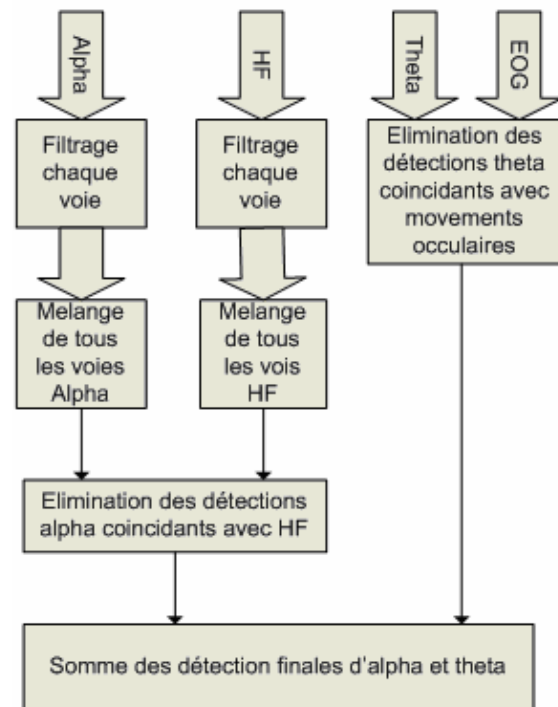 Alpha
HF
Theta
EOG
Filtrage
chaque
voie
Filtrage
chaque
voie
Elimination des
détections theta
coincidants avec
movements
occulaires
Melange
de tous
les voies
Alpha
Melange
de tous
les vois
HF
Elimination des détections
alpha coincidants avec HF
Somme des détection finales d'alpha et theta